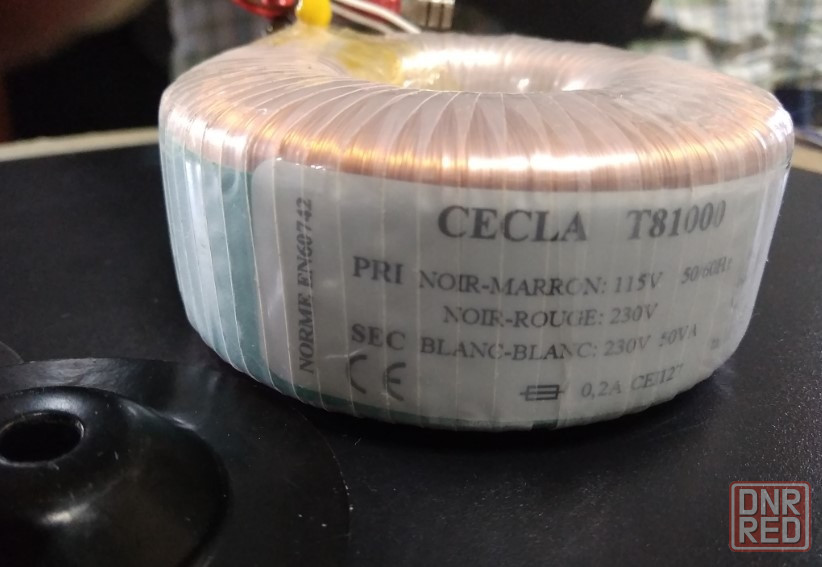 CECLA T81000
NORME EN60742
PRI NOIR-MARRON: 115V 50/60Hz
NOIR-ROUGE: 230V
SEC BLANC-BLANC: 230V 50VA
CE
0,2A
DNR
RED